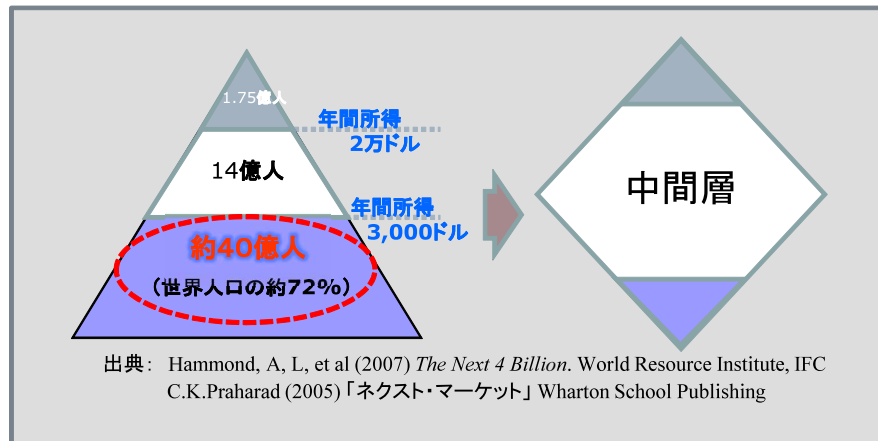 1.75億人
年間所得
2万ドル
14億人
年間所得
3,000ドル
約40億人
(世界人口の約72%)
中間層
出典: Hammond, A, L, et al (2007) The Next 4 Billion. World Resource Institute, IFC
C.K.Praharad (2005) 「ネクスト・マーケット」 Wharton School Publishing